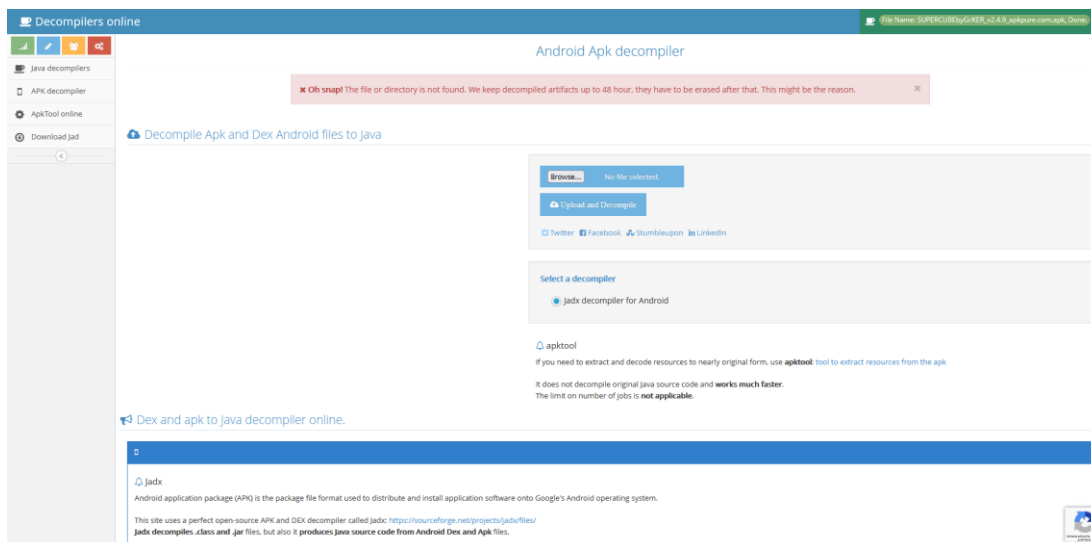 Decompilers online
File Name: SUPERCUBEbyGiiKER_v2.4.9_apkpure.com.apk, Done.
Java decompilers
APK decompiler
ApkTool online
Download Jad
Android Apk decompiler
Oh snap! The file or directory is not found. We keep decompiled artifacts up to 48 hour, they have to be erased after that. This might be the reason.
Decompile Apk and Dex Android files to Java
Browse... No file selected.
Upload and Decompile
Twitter Facebook Stumbleupon LinkedIn
Select a decompiler
Jadx decompiler for Android
apktool
If you need to extract and decode resources to nearly original form, use apktool: tool to extract resources from the apk
It does not decompile original Java source code and works much faster.
The limit on number of jobs is not applicable.
Dex and apk to Java decompiler online.
Jadx
Android application package (APK) is the package file format used to distribute and install application software onto Google's Android operating system.
This site uses a perfect open-source APK and DEX decompiler called Jadx: https://sourceforge.net/projects/jadx/files/
Jadx decompiles .class and .jar files, but also it produces Java source code from Android Dex and Apk files.